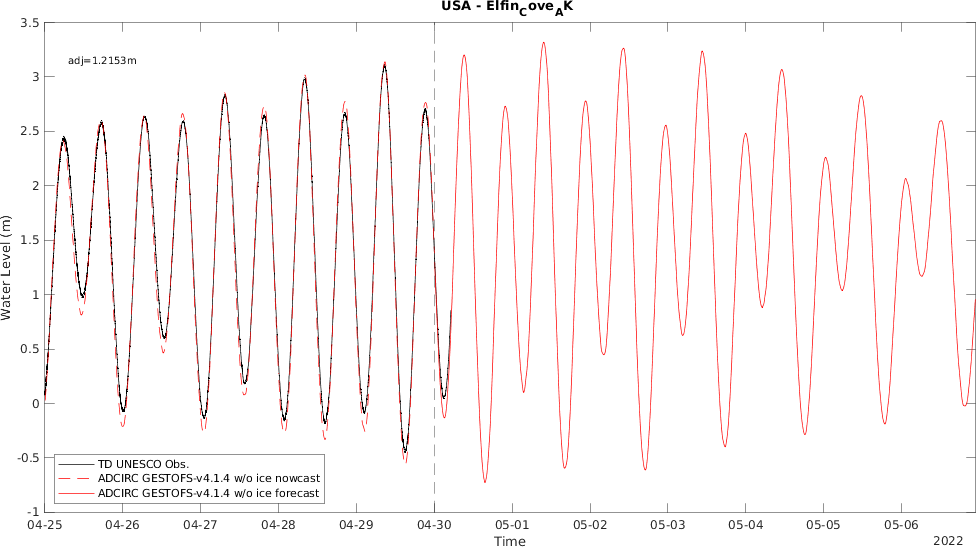 USA - Elfin_Cove_AK
3.5
adj=1.2153m
3
2.5
2
1.5
1
0.5
0
-0.5
-1
Water Level (m)
TD UNESCO Obs.
ADCIRC GESTOFS-v4.1.4 w/o ice nowcast
ADCIRC GESTOFS-v4.1.4 w/o ice forecast
04-25 04-26 04-27 04-28 04-29 04-30 05-01 05-02 05-03 05-04 05-05 05-06
Time
2022